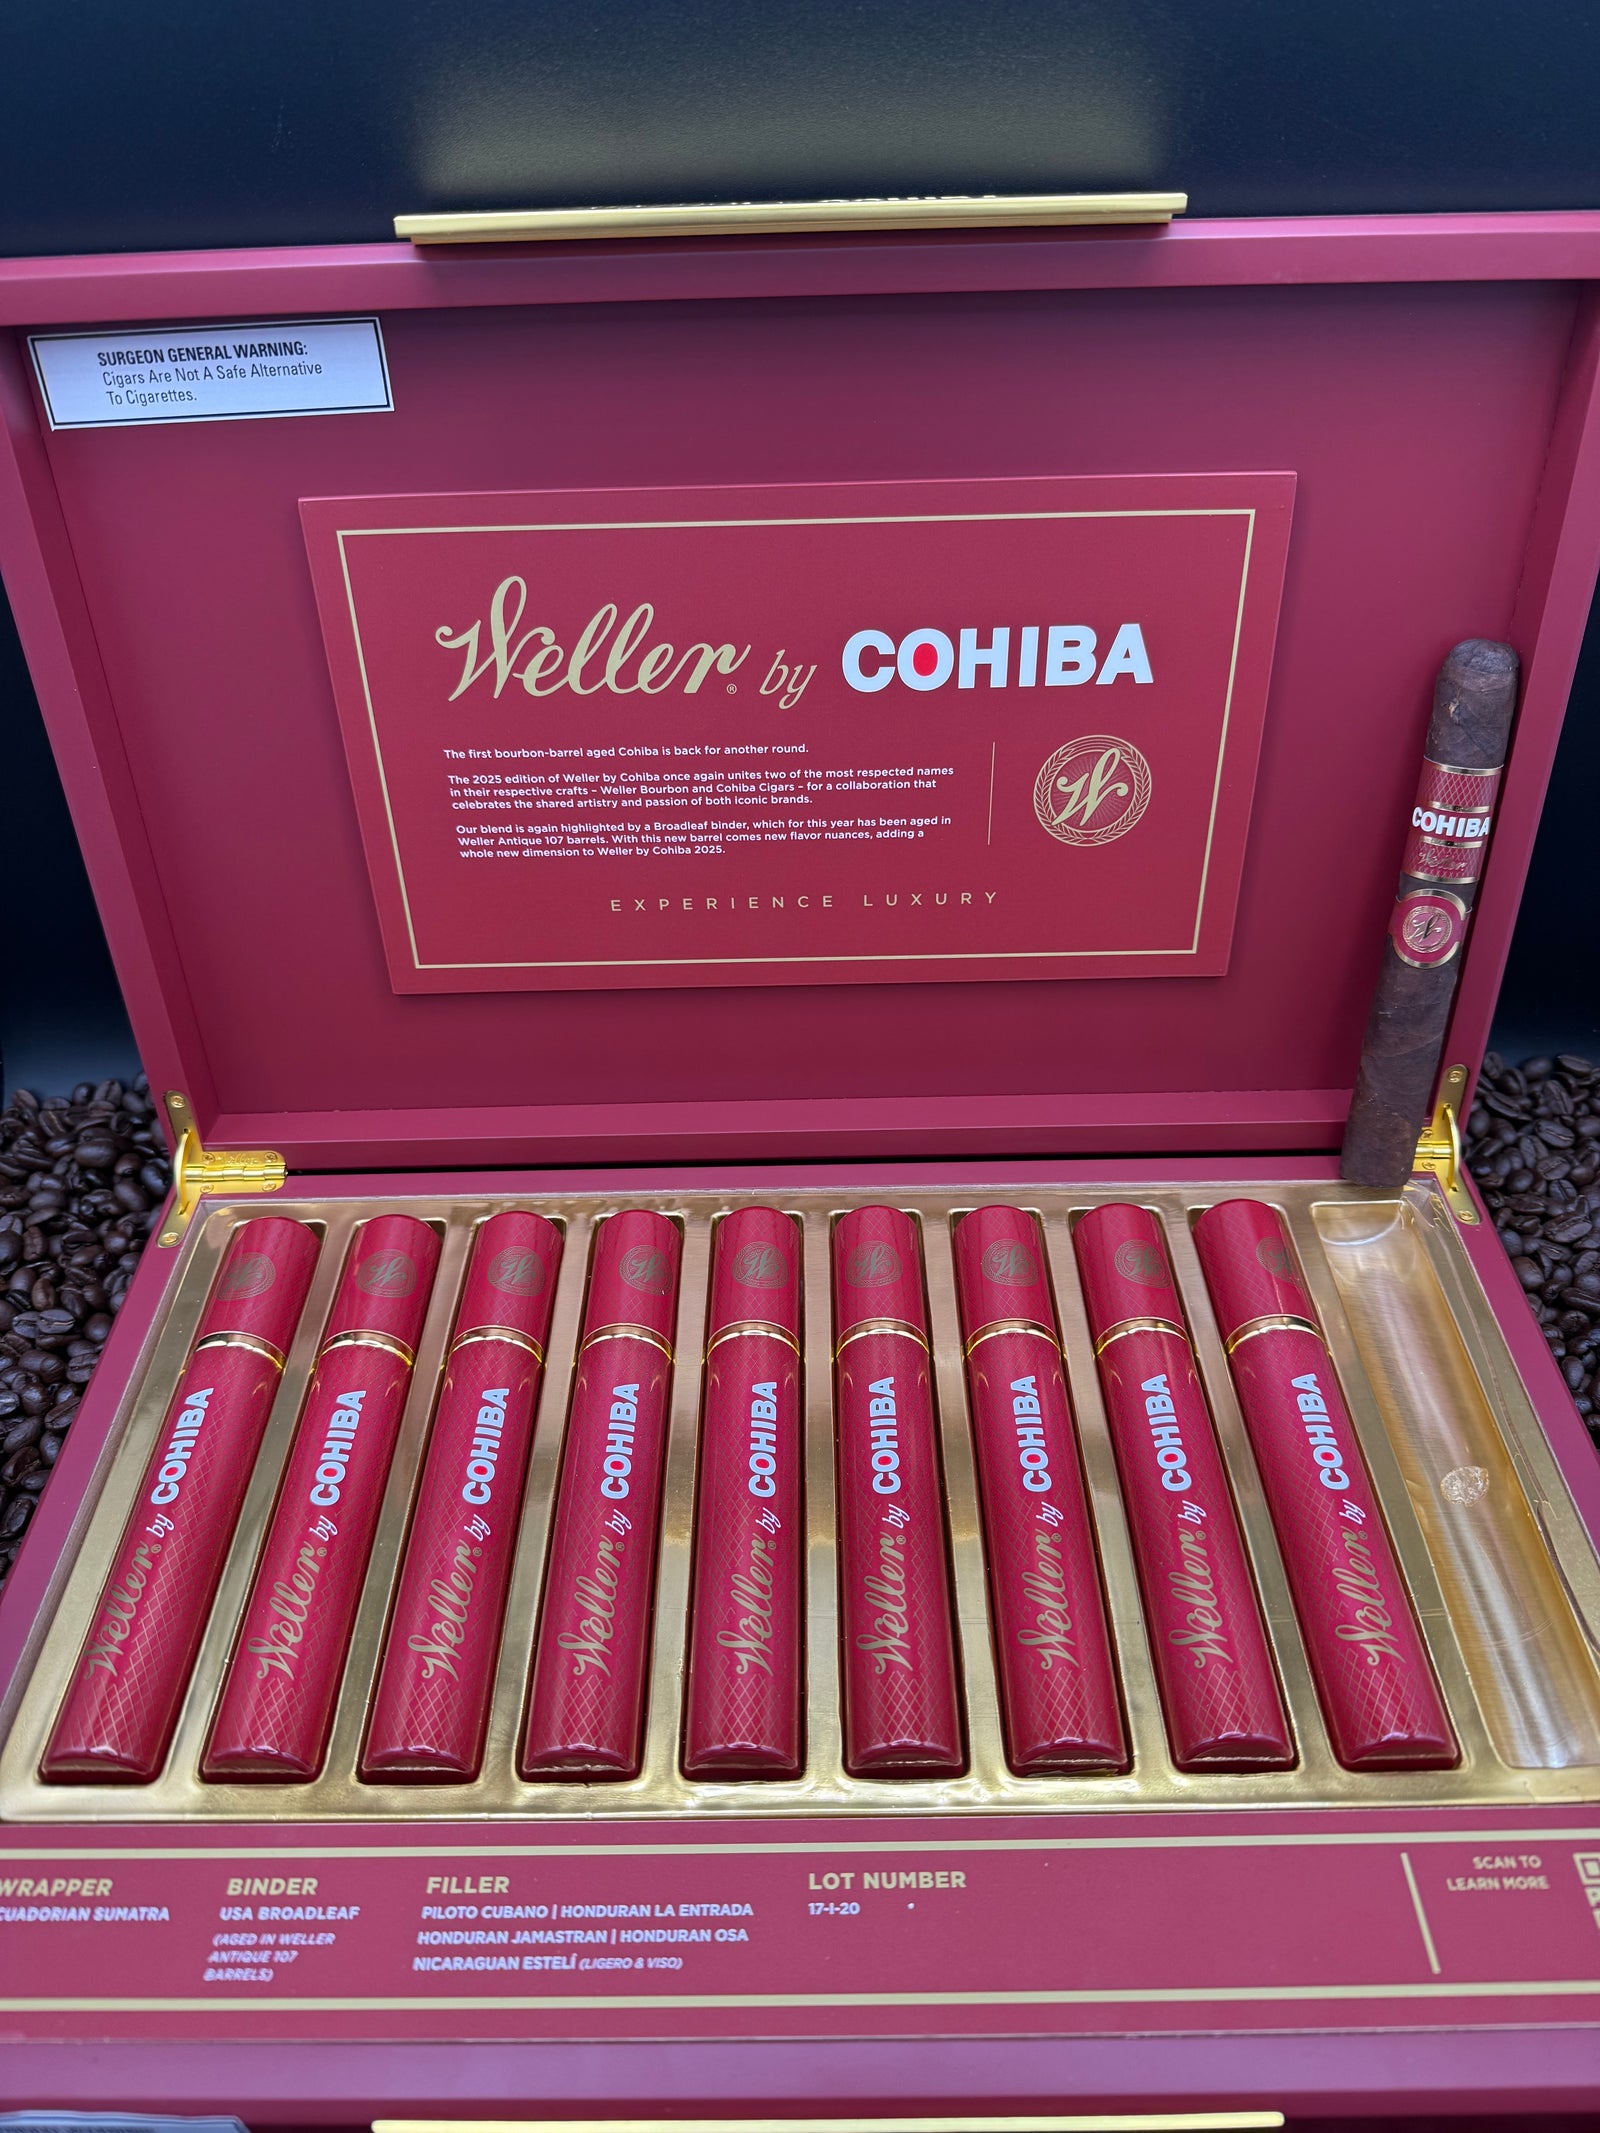 SURGEON GENERAL WARNING:
Cigars Are Not A Safe Alternative
To Cigarettes.
Weller® by COHIBA
The first bourbon-barrel aged Cohiba is back for another round.
The 2025 edition of Weller by Cohiba once again unites two of the most respected names
in their respective crafts – Weller Bourbon and Cohiba Cigars – for a collaboration that
celebrates the shared artistry and passion of both iconic brands.
Our blend is again highlighted by a Broadleaf binder, which for this year has been aged in
Weller Antique 107 barrels. With this new barrel comes new flavor nuances, adding a
whole new dimension to Weller by Cohiba 2025.
W
EXPERIENCE LUXURY
COHIBA
Weller
W
Weller
W
W
W
W
W
W
W
W
W
Weller® by COHIBA
Weller® by COHIBA
Weller® by COHIBA
Weller® by COHIBA
Weller® by COHIBA
Weller® by COHIBA
Weller® by COHIBA
Weller® by COHIBA
Weller® by COHIBA
WRAPPER
CUADORIAN SUMATRA
BINDER
USA BROADLEAF
(AGED IN WELLER
ANTIQUE 107
BARRELS)
FILLER
PILOTO CUBANO | HONDURAN LA ENTRADA
HONDURAN JAMASTRAN | HONDURAN OSA
NICARAGUAN ESTELÍ (LIGERO & VISO)
LOT NUMBER
17-I-20
SCAN TO
LEARN MORE